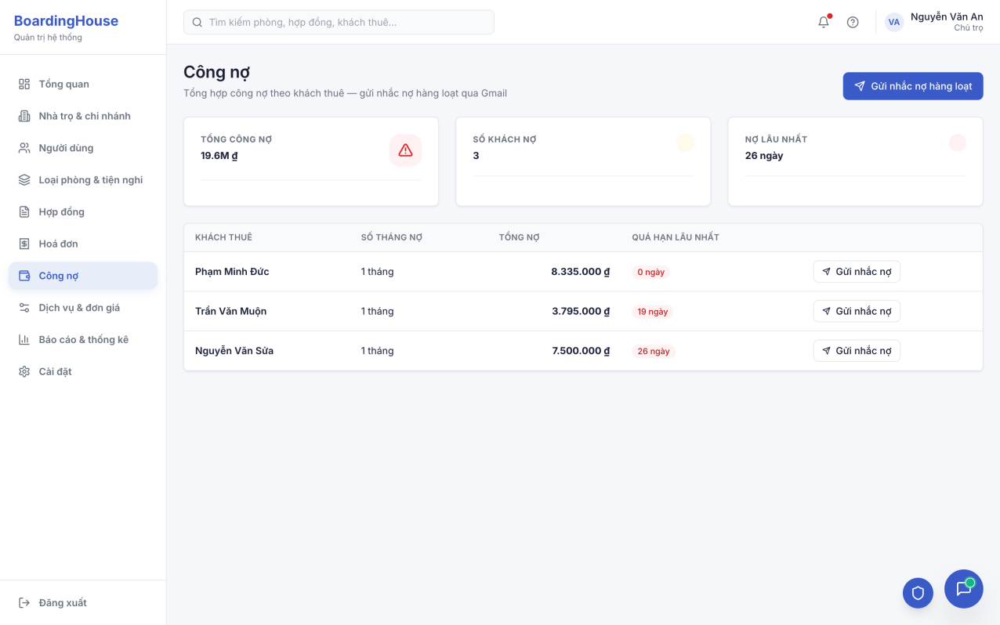 BoardingHouse
Quản trị hệ thống
Tìm kiếm phòng, hợp đồng, khách thuê...
VA
Nguyễn Văn An
Chủ trọ
Tổng quan
Nhà trọ & chi nhánh
Người dùng
Loại phòng & tiện nghi
Hợp đồng
Hoá đơn
Công nợ
Dịch vụ & đơn giá
Báo cáo & thống kê
Cài đặt
Đăng xuất
Công nợ
Tổng hợp công nợ theo khách thuê — gửi nhắc nợ hàng loạt qua Gmail
Gửi nhắc nợ hàng loạt
TỔNG CÔNG NỢ
19.6M ₫
SỐ KHÁCH NỢ
3
NỢ LÂU NHẤT
26 ngày
KHÁCH THUÊ SỐ THÁNG NỢ TỔNG NỢ QUÁ HẠN LÂU NHẤT
Phạm Minh Đức 1 tháng 8.335.000 ₫ 0 ngày Gửi nhắc nợ
Trần Văn Muộn 1 tháng 3.795.000 ₫ 19 ngày Gửi nhắc nợ
Nguyễn Văn Sửa 1 tháng 7.500.000 ₫ 26 ngày Gửi nhắc nợ